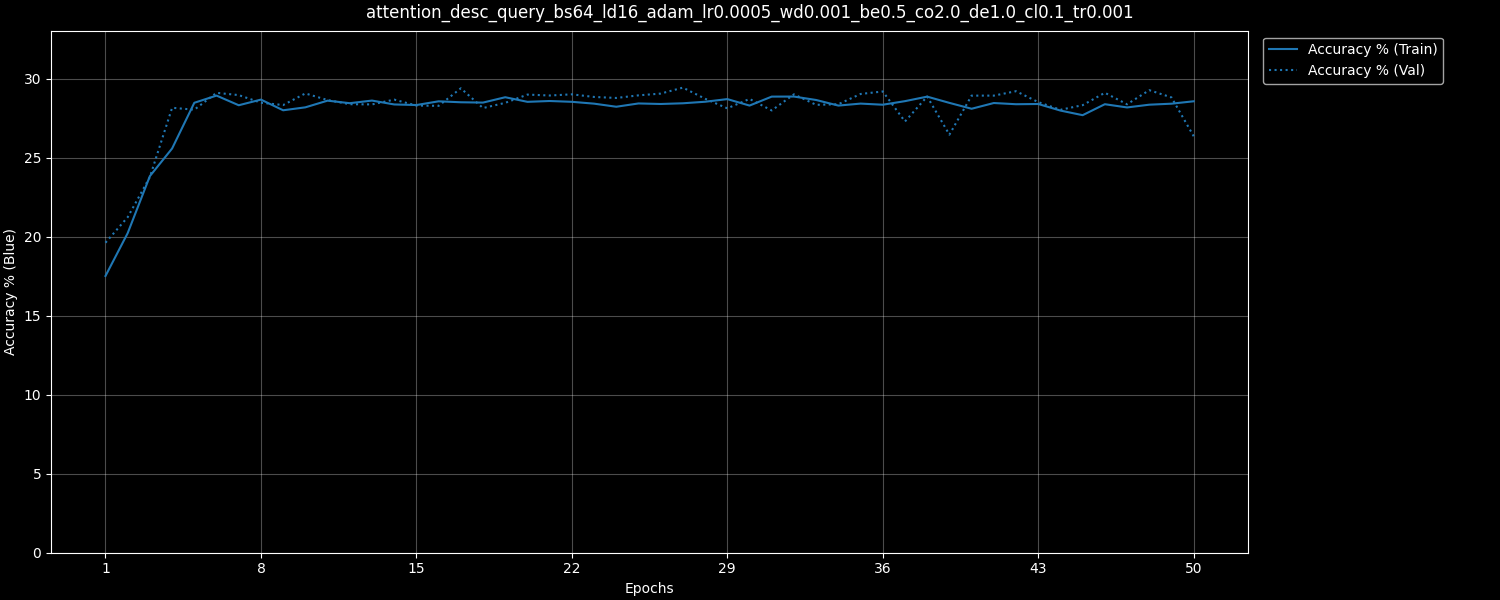 attention_desc_query_bs64_ld16_adam_lr0.0005_wd0.001_be0.5_co2.0_de1.0_cl0.1_tr0.001
Accuracy % (Train)
Accuracy % (Val)
Accuracy % (Blue)
30
25
20
15
10
5
0
1 8 15 22 29 36 43 50
Epochs